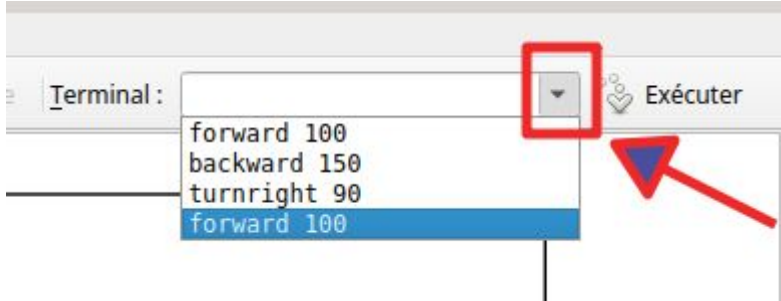 Terminal : Exécuter
forward 100
backward 150
turnright 90
forward 100